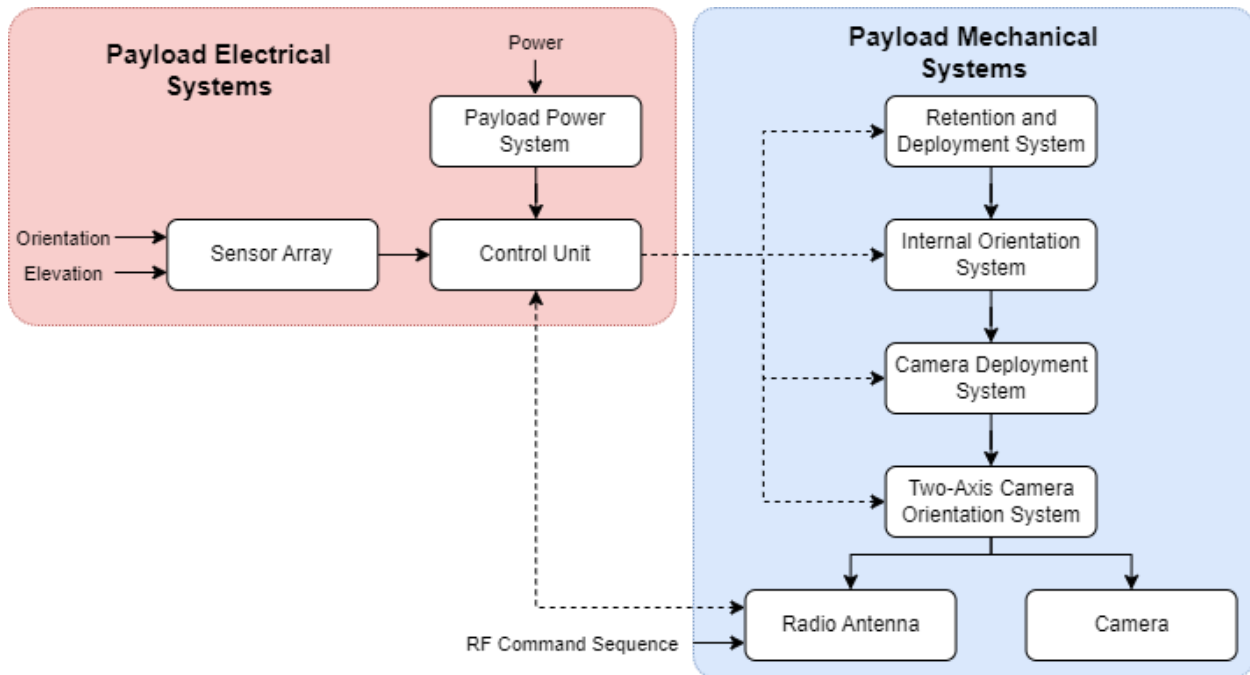 Payload Electrical
Systems
Power
Payload Power
System
Orientation
Elevation
Sensor Array
Control Unit
RF Command Sequence
Payload Mechanical
Systems
Retention and
Deployment System
Internal Orientation
System
Camera Deployment
System
Two-Axis Camera
Orientation System
Radio Antenna
Camera